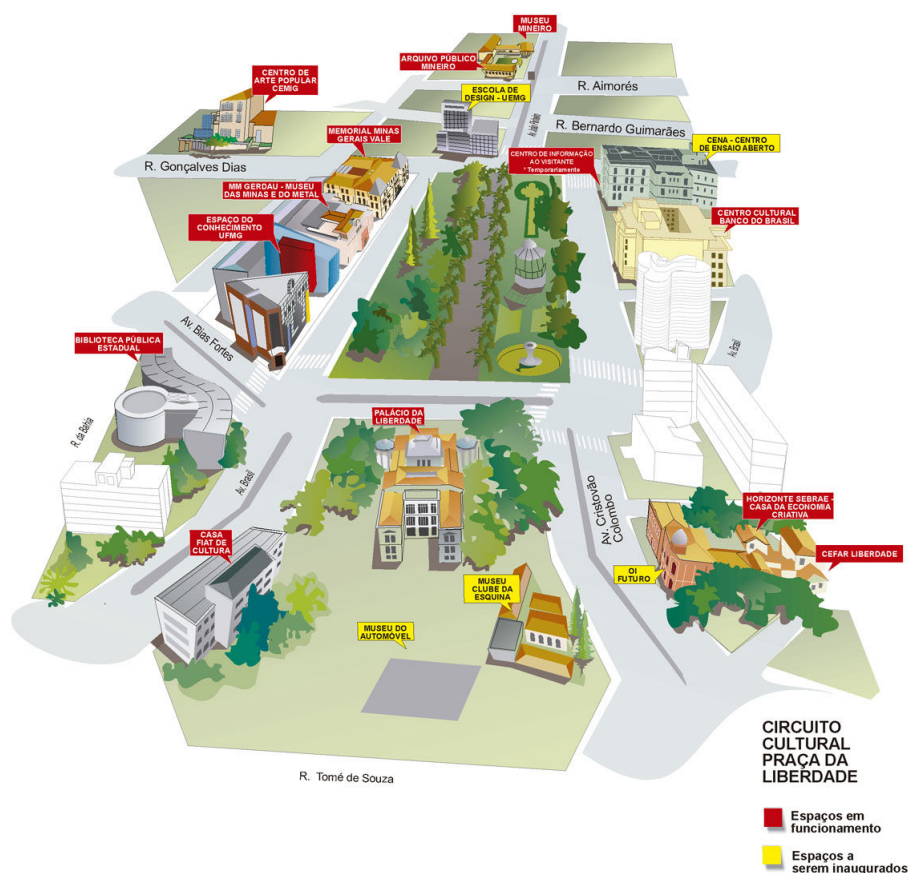 MUSEU
MINEIRO
ARQUIVO PÚBLICO
MINEIRO
CENTRO DE
ARTE POPULAR
CEMIG
ESCOLA DE
DESIGN - UEMG
R. Aimorés
Av. João Pinheiro
R. Bernardo Guimarães
MEMORIAL MINAS
GERAIS VALE
CENA - CENTRO
DE ENSAIO ABERTO
CENTRO DE INFORMAÇÃO
AO VISITANTE
* Temporariamente
R. Gonçalves Dias
MM GERDAU - MUSEU
DAS MINAS E DO METAL
CENTRO CULTURAL
BANCO DO BRASIL
ESPAÇO DO
CONHECIMENTO
UFMG
Av. Bias Fortes
BIBLIOTECA PÚBLICA
ESTADUAL
Av. Brasil
R. da Bahia
PALÁCIO DA
LIBERDADE
Av. Brasil
Av. Cristovão
Colombo
HORIZONTE SEBRAE -
CASA DA ECONOMIA
CRIATIVA
CASA
FIAT DE
CULTURA
CEFAR LIBERDADE
OI
FUTURO
MUSEU
CLUBE DA
ESQUINA
MUSEU DO
AUTOMÓVEL
R. Tomé de Souza
CIRCUITO
CULTURAL
PRAÇA DA
LIBERDADE
Espaços em
funcionamento
Espaços a
serem inaugurados